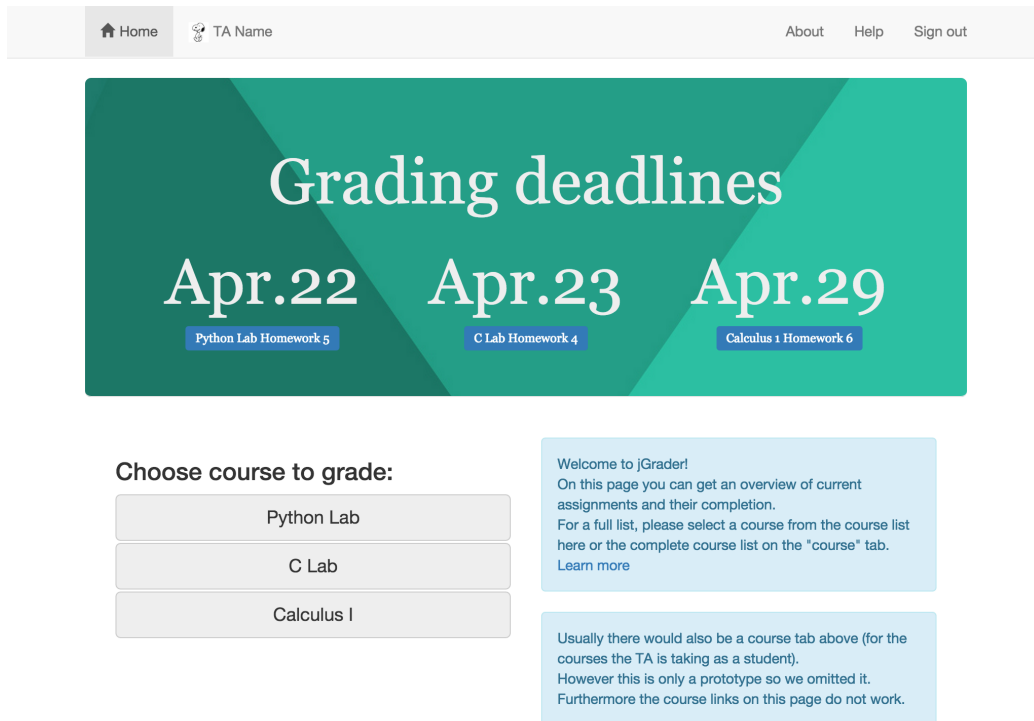 Home TA Name About Help Sign out
Grading deadlines
Apr.22 Apr.23 Apr.29
Python Lab Homework 5 C Lab Homework 4 Calculus 1 Homework 6
Choose course to grade:
Python Lab
C Lab
Calculus I
Welcome to jGrader!
On this page you can get an overview of current
assignments and their completion.
For a full list, please select a course from the course list
here or the complete course list on the "course" tab.
Learn more
Usually there would also be a course tab above (for the
courses the TA is taking as a student).
However this is only a prototype so we omitted it.
Furthermore the course links on this page do not work.